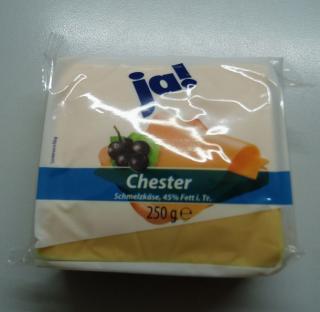 ja!
Chester
Schmelzkäse, 45% Fett i. Tr.
250 g ℮